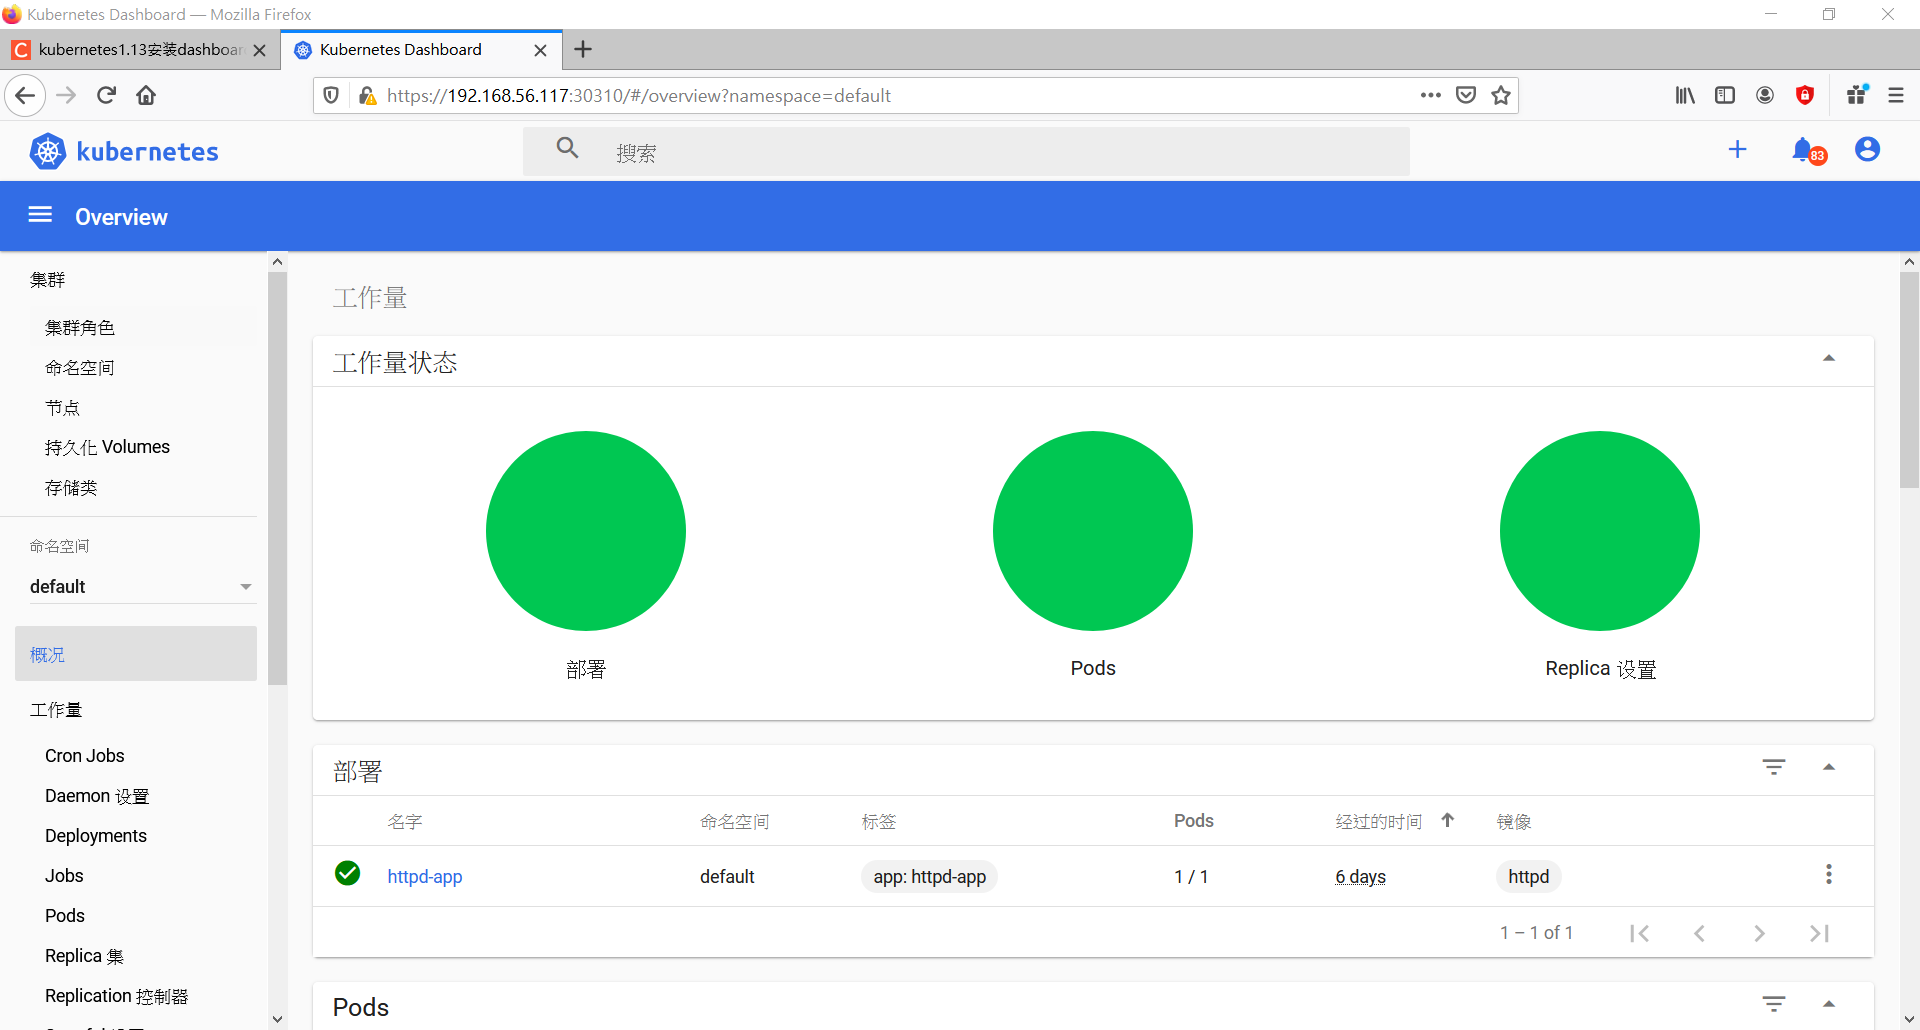 Kubernetes Dashboard — Mozilla Firefox
kubernetes1.13安装dashboar
Kubernetes Dashboard
https://192.168.56.117:30310/#/overview?namespace=default
kubernetes
搜索
83
Overview
集群
集群角色
命名空间
节点
持久化 Volumes
存储类
命名空间
default
概况
工作量
Cron Jobs
Daemon 设置
Deployments
Jobs
Pods
Replica 集
Replication 控制器
工作量
工作量状态
部署
Pods
Replica 设置
部署
名字 命名空间 标签 Pods 经过的时间 镜像
httpd-app default app: httpd-app 1 / 1 6 days httpd
1 – 1 of 1
Pods